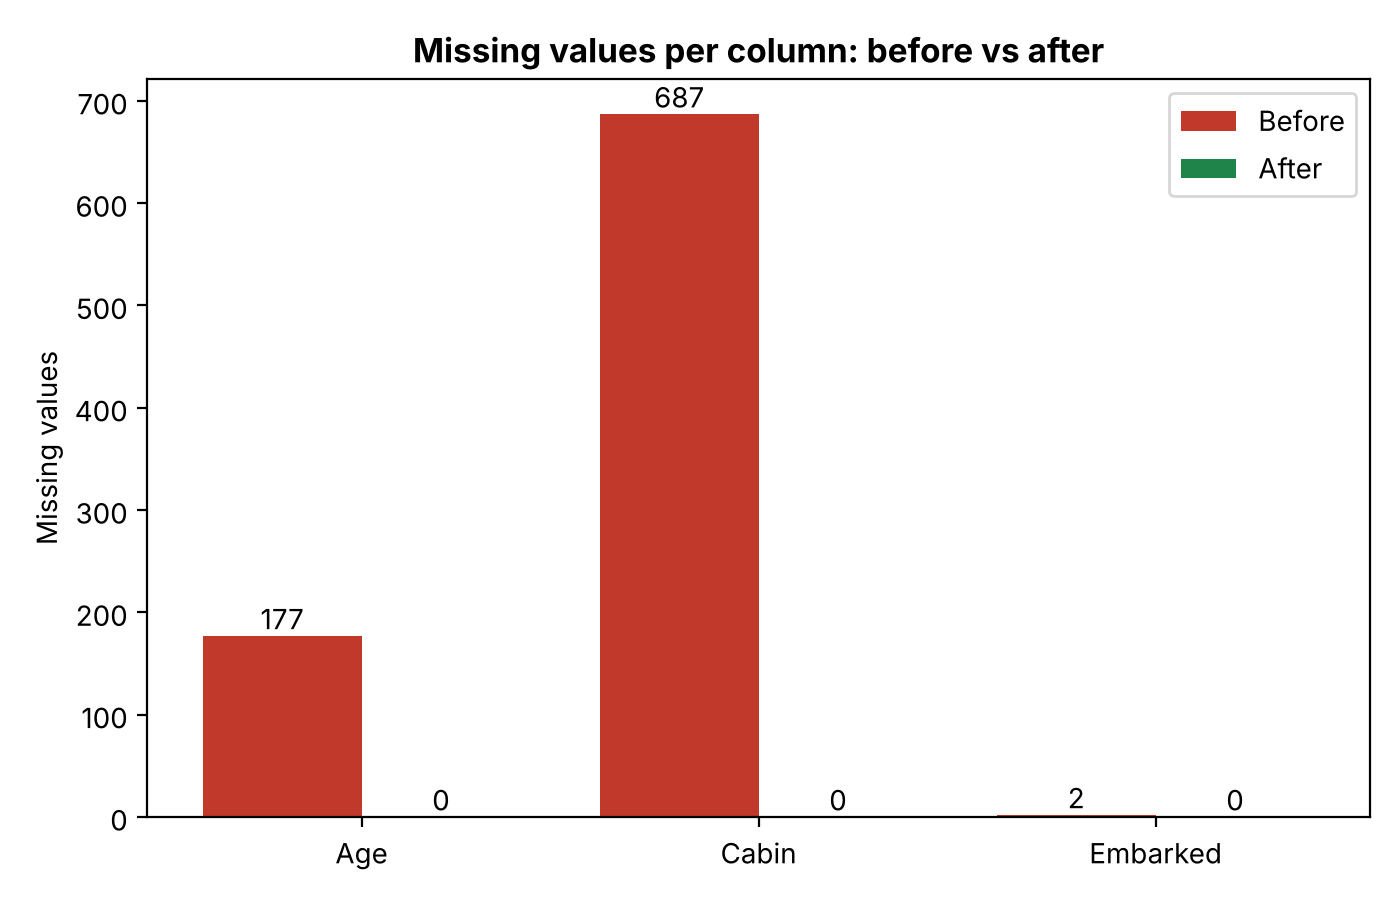 Missing values per column: before vs after
Before
After
Missing values
700
600
500
400
300
200
100
0
687
177
0
0
2
0
Age
Cabin
Embarked